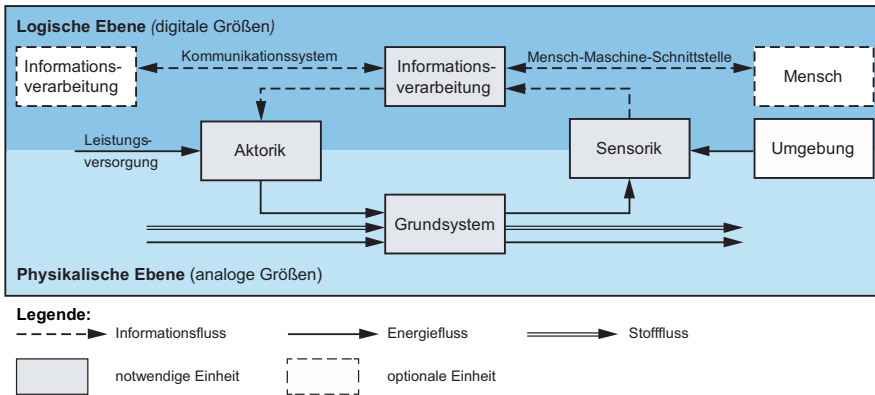 Logische Ebene (digitale Größen)
Kommunikationssystem
Mensch-Maschine-Schnittstelle
Informations-
verarbeitung
Informations-
verarbeitung
Mensch
Leistungs-
versorgung
Aktorik
Sensorik
Umgebung
Grundsystem
Physikalische Ebene (analoge Größen)
Legende:
Informationsfluss
Energiefluss
Stofffluss
notwendige Einheit
optionale Einheit